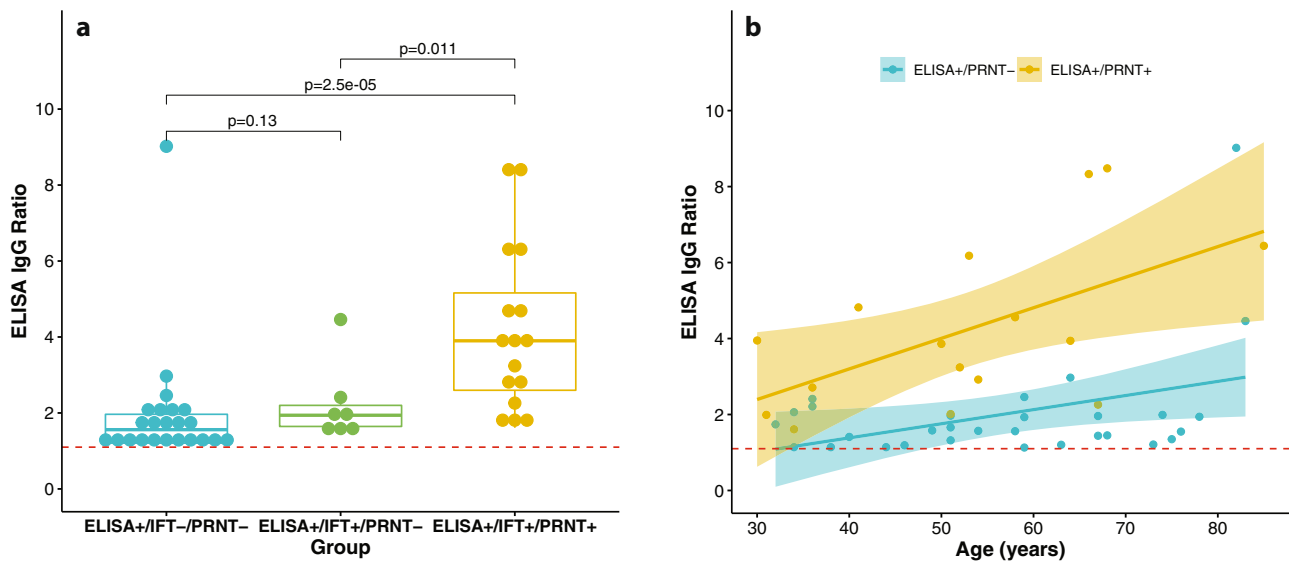 a
p=0.011
p=2.5e-05
p=0.13
ELISA IgG Ratio
10
8
6
4
2
0
ELISA+/IFT−/PRNT− ELISA+/IFT+/PRNT− ELISA+/IFT+/PRNT+
Group
b
ELISA+/PRNT− ELISA+/PRNT+
ELISA IgG Ratio
10
8
6
4
2
0
30 40 50 60 70 80
Age (years)